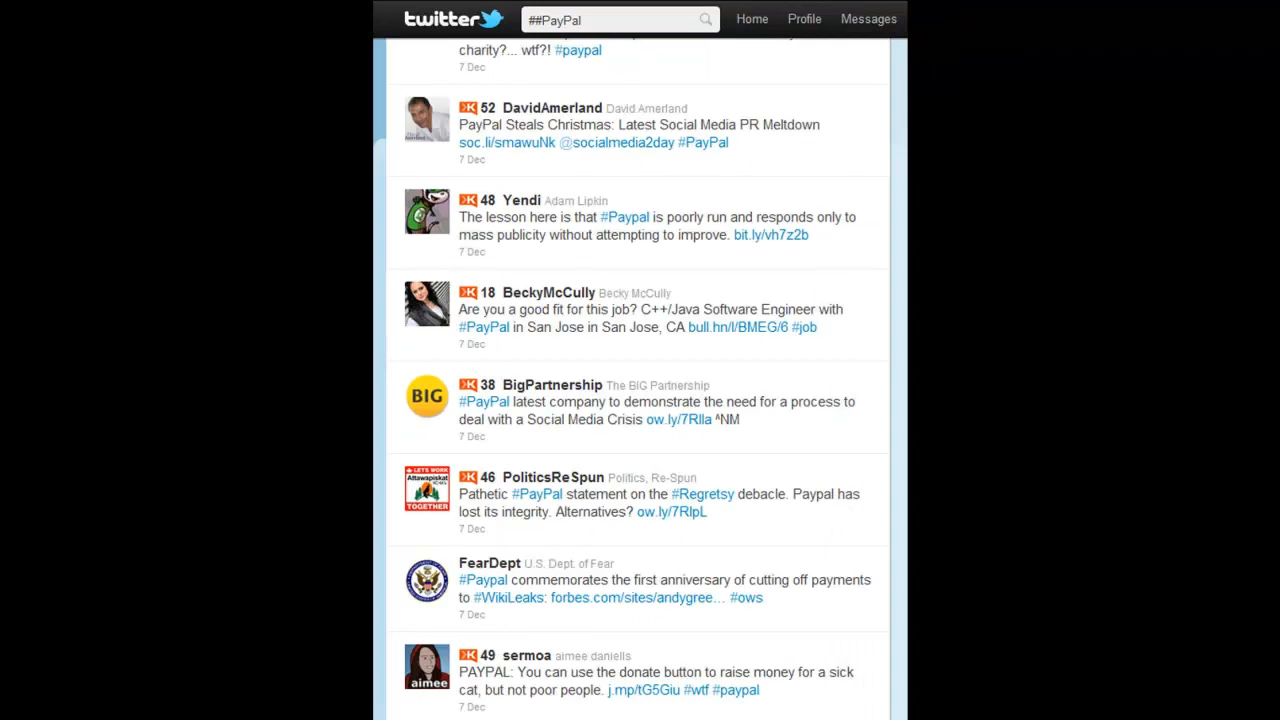 twitter ##PayPal Home Profile Messages
charity?... wtf?! #paypal
7 Dec
52 DavidAmerland David Amerland
PayPal Steals Christmas: Latest Social Media PR Meltdown
soc.li/smawuNk @socialmedia2day #PayPal
7 Dec
48 Yendi Adam Lipkin
The lesson here is that #Paypal is poorly run and responds only to
mass publicity without attempting to improve. bit.ly/vh7z2b
7 Dec
18 BeckyMcCully Becky McCully
Are you a good fit for this job? C++/Java Software Engineer with
#PayPal in San Jose in San Jose, CA bull.hn/l/BMEG/6 #job
7 Dec
BIG
38 BigPartnership The BIG Partnership
#PayPal latest company to demonstrate the need for a process to
deal with a Social Media Crisis ow.ly/7Rlla ^NM
7 Dec
LET'S WORK
Attawapiskat
TOGETHER
46 PoliticsReSpun Politics, Re-Spun
Pathetic #PayPal statement on the #Regretsy debacle. Paypal has
lost its integrity. Alternatives? ow.ly/7RlpL
7 Dec
FearDept U.S. Dept. of Fear
#Paypal commemorates the first anniversary of cutting off payments
to #WikiLeaks: forbes.com/sites/andygree... #ows
7 Dec
aimee
49 sermoa aimee daniells
PAYPAL: You can use the donate button to raise money for a sick
cat, but not poor people. j.mp/tG5Giu #wtf #paypal
7 Dec